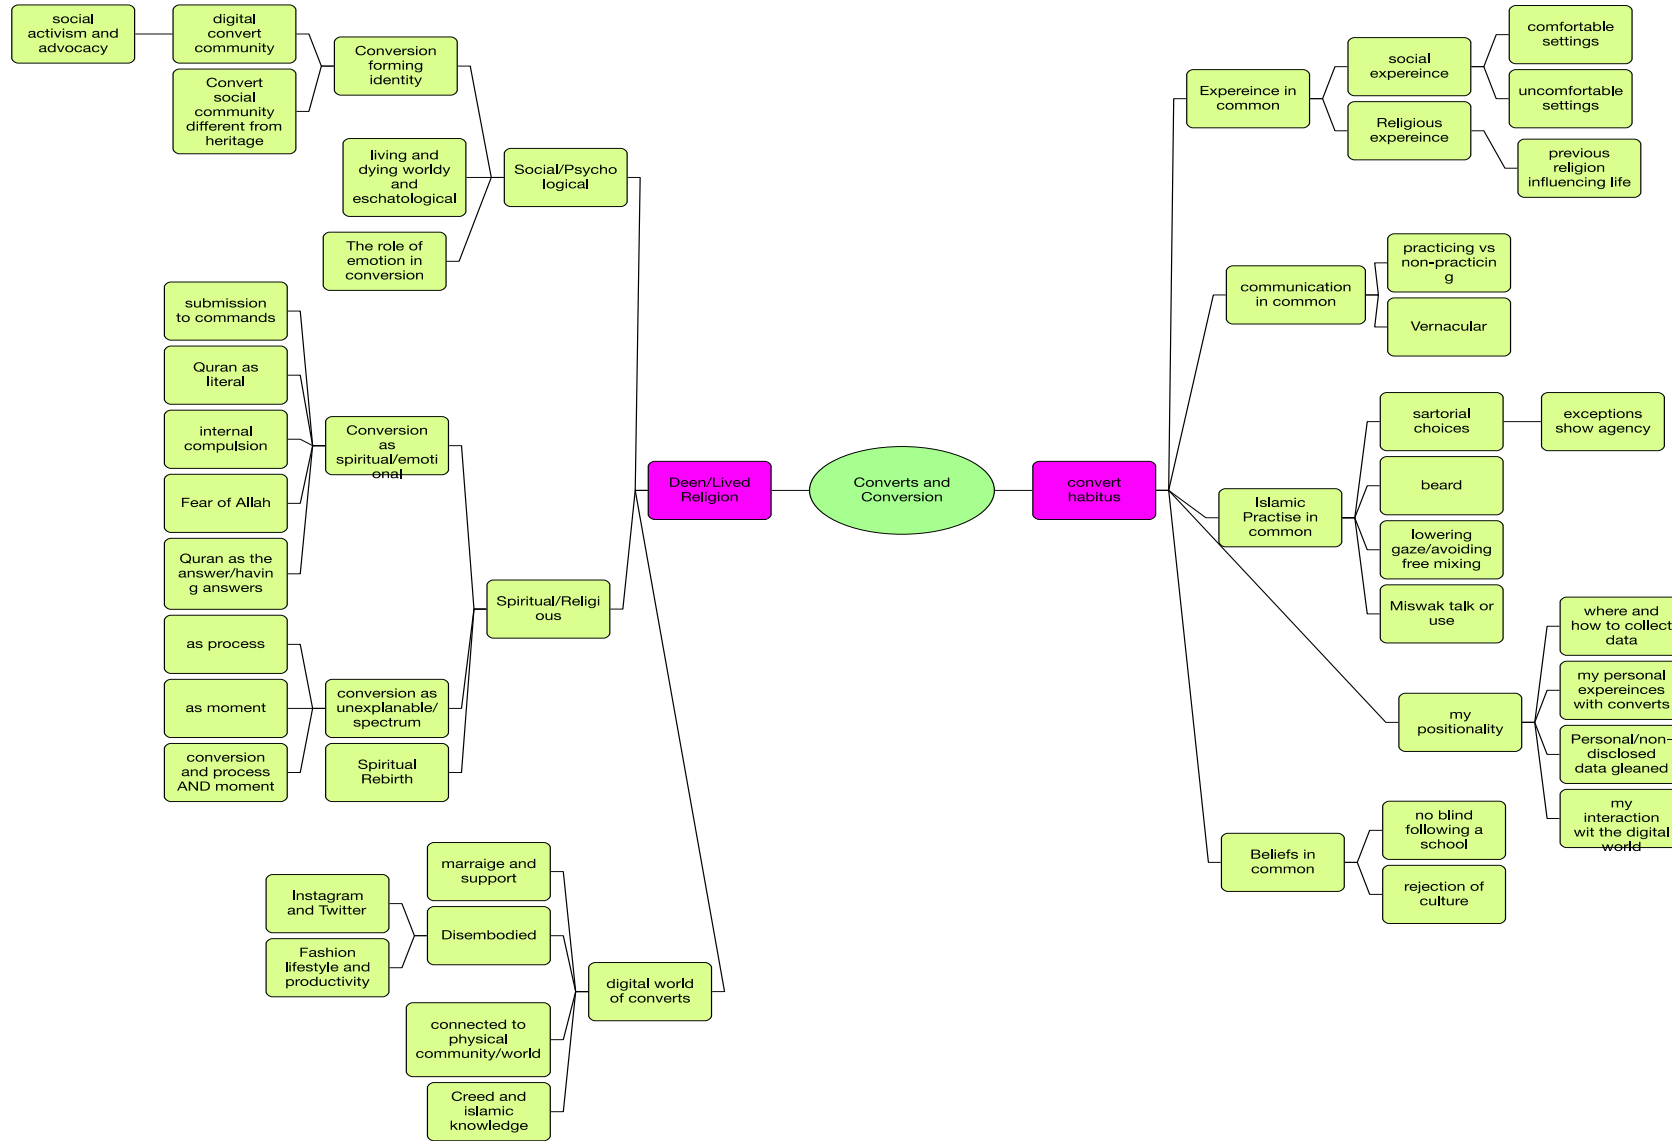 social
activism and
advocacy
digital
convert
community
Convert
social
community
different from
heritage
Conversion
forming
identity
living and
dying worldy
and
eschatological
The role of
emotion in
conversion
Social/Psycho
logical
submission
to commands
Quran as
literal
internal
compulsion
Fear of Allah
Quran as the
answer/havin
g answers
Conversion
as
spiritual/emoti
onal
as process
as moment
conversion
and process
AND moment
conversion as
unexplanable/
spectrum
Spiritual
Rebirth
Spiritual/Religi
ous
marraige and
support
Instagram
and Twitter
Fashion
lifestyle and
productivity
Disembodied
connected to
physical
community/world
Creed and
islamic
knowledge
digital world
of converts
Deen/Lived
Religion
Converts and
Conversion
convert
habitus
Expereince in
common
social
expereince
comfortable
settings
uncomfortable
settings
Religious
expereince
previous
religion
influencing life
communication
in common
practicing vs
non-practicin
g
Vernacular
Islamic
Practise in
common
sartorial
choices
exceptions
show agency
beard
lowering
gaze/avoiding
free mixing
Miswak talk or
use
my
positionality
where and
how to collect
data
my personal
expereinces
with converts
Personal/non-
disclosed
data gleaned
my
interaction
wit the digital
world
Beliefs in
common
no blind
following a
school
rejection of
culture